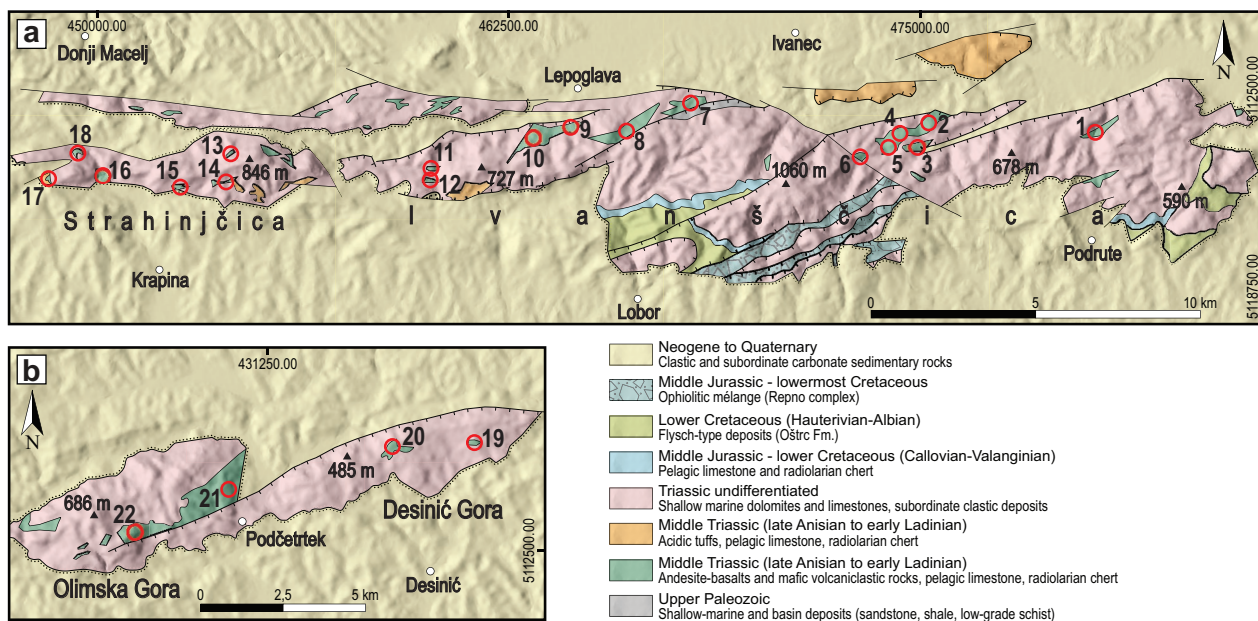 a
450000.00
462500.00
475000.00
Donji Macelj
Ivanec
N
Lepoglava
5112500.00
7
2
4
1
18
13
9
8
10
6
5
3
11
14
846 m
16
15
12
727 m
1060 m
678 m
17
590 m
Strahinjčica
Ivanščica
Podrute
Krapina
Lobor
0
5
10 km
5118750.00
b
431250.00
N
20
19
485 m
21
686 m
22
Desinić Gora
Podčetrtek
5112500.00
Olimska Gora
Desinić
0
2,5
5 km
Neogene to Quaternary
Clastic and subordinate carbonate sedimentary rocks
Middle Jurassic - lowermost Cretaceous
Ophiolitic mélange (Repno complex)
Lower Cretaceous (Hauterivian-Albian)
Flysch-type deposits (Oštrc Fm.)
Middle Jurassic - lower Cretaceous (Callovian-Valanginian)
Pelagic limestone and radiolarian chert
Triassic undifferentiated
Shallow marine dolomites and limestones, subordinate clastic deposits
Middle Triassic (late Anisian to early Ladinian)
Acidic tuffs, pelagic limestone, radiolarian chert
Middle Triassic (late Anisian to early Ladinian)
Andesite-basalts and mafic volcaniclastic rocks, pelagic limestone, radiolarian chert
Upper Paleozoic
Shallow-marine and basin deposits (sandstone, shale, low-grade schist)